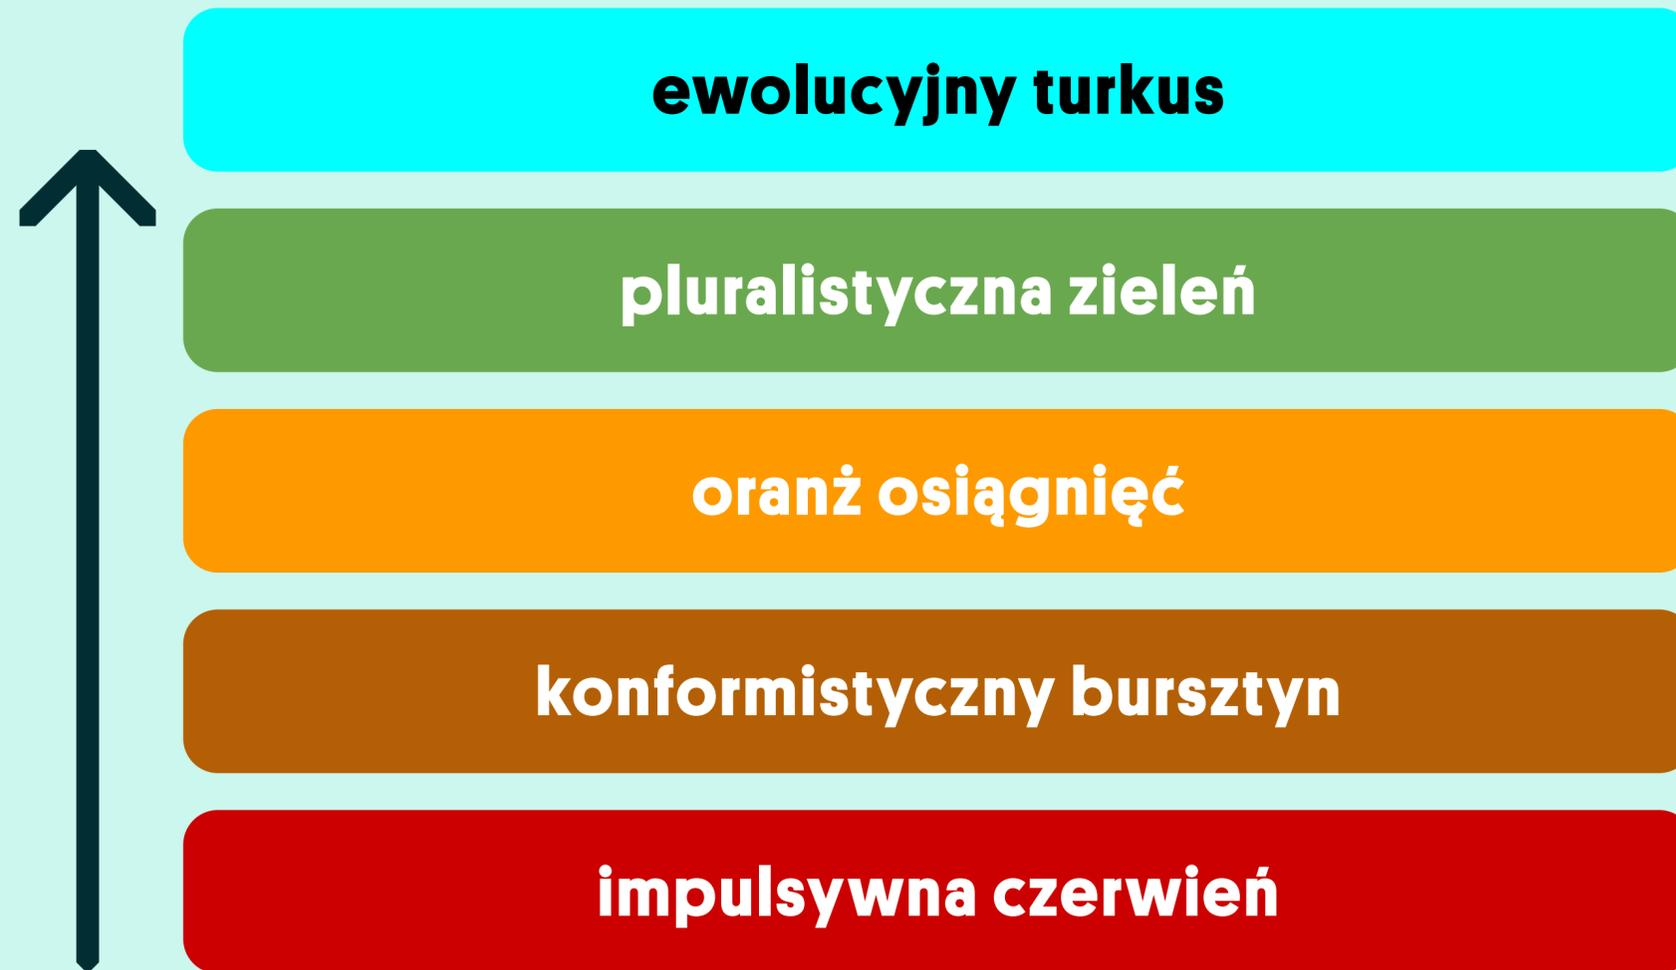 ewolucyjny turkus
pluralistyczna zieleń
oranż osiągnięć
konformistyczny bursztyn
impulsywna czerwień